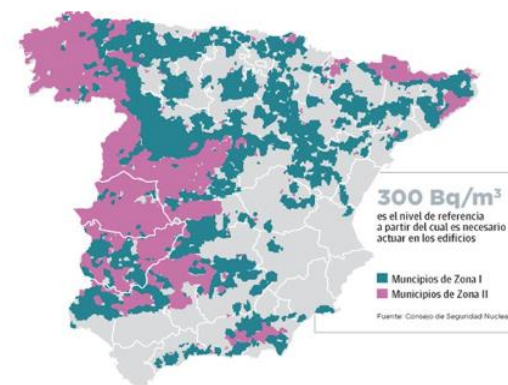 300 Bq/m³
es el nivel de referencia
a partir del cual es necesario
actuar en los edificios
Muncipios de Zona I
Municipios de Zona II
Fuente: Consejo de Seguridad Nuclea